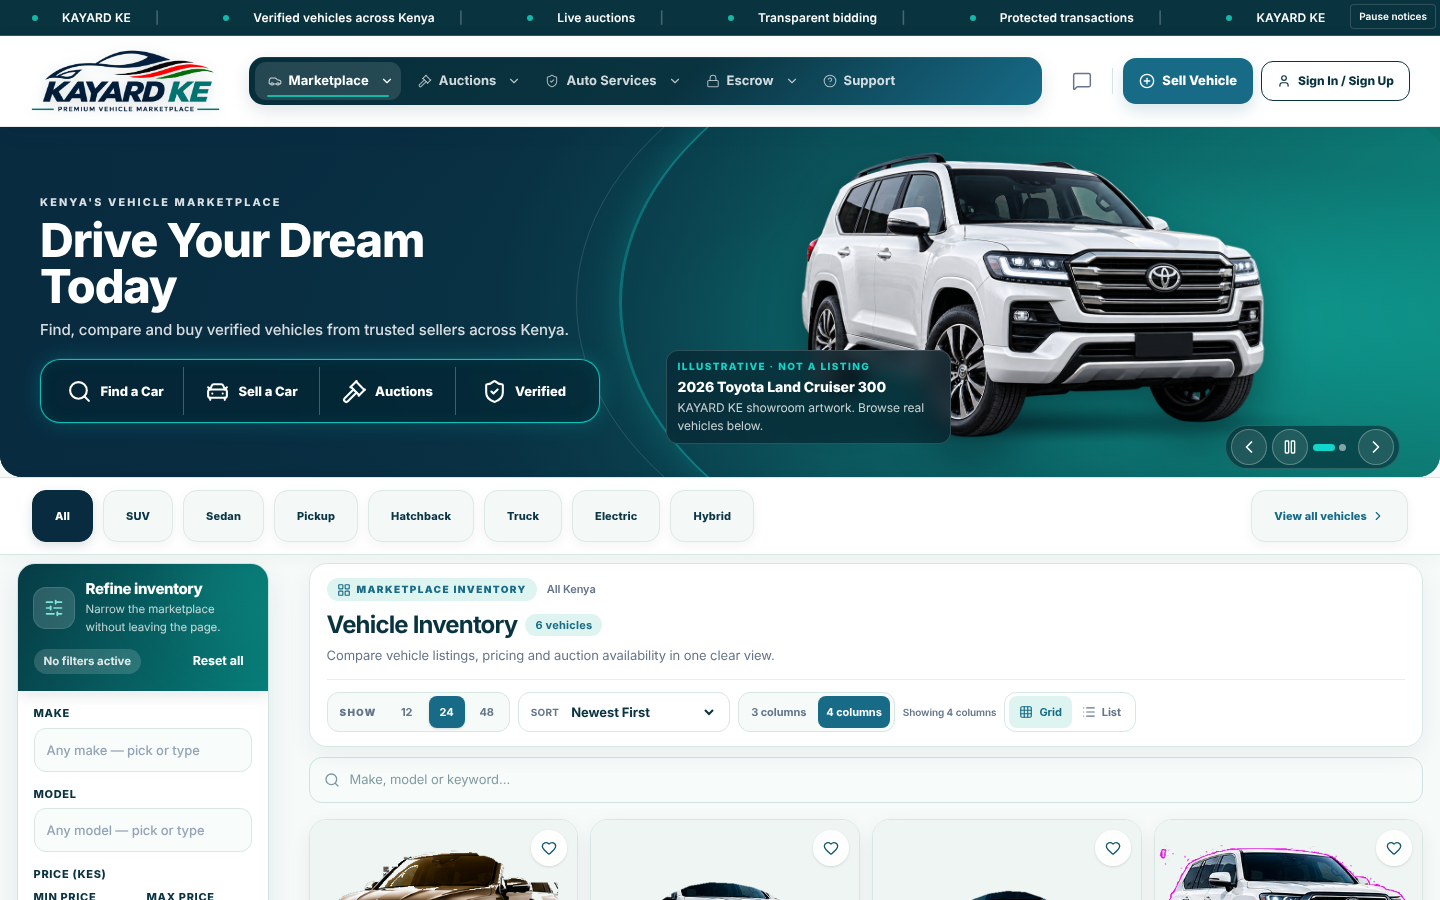 KAYARD KE
Verified vehicles across Kenya
Live auctions
Transparent bidding
Protected transactions
KAYARD KE
Pause notices
KAYARD KE
PREMIUM VEHICLE MARKETPLACE
Marketplace
Auctions
Auto Services
Escrow
Support
Sell Vehicle
Sign In / Sign Up
KENYA'S VEHICLE MARKETPLACE
Drive Your Dream
Today
Find, compare and buy verified vehicles from trusted sellers across Kenya.
Find a Car
Sell a Car
Auctions
Verified
ILLUSTRATIVE · NOT A LISTING
2026 Toyota Land Cruiser 300
KAYARD KE showroom artwork. Browse real
vehicles below.
All
SUV
Sedan
Pickup
Hatchback
Truck
Electric
Hybrid
View all vehicles
Refine inventory
Narrow the marketplace
without leaving the page.
No filters active
Reset all
MAKE
Any make — pick or type
MODEL
Any model — pick or type
PRICE (KES)
MIN PRICE
MAX PRICE
MARKETPLACE INVENTORY
All Kenya
Vehicle Inventory
6 vehicles
Compare vehicle listings, pricing and auction availability in one clear view.
SHOW
12
24
48
SORT
Newest First
3 columns
4 columns
Showing 4 columns
Grid
List
Make, model or keyword...